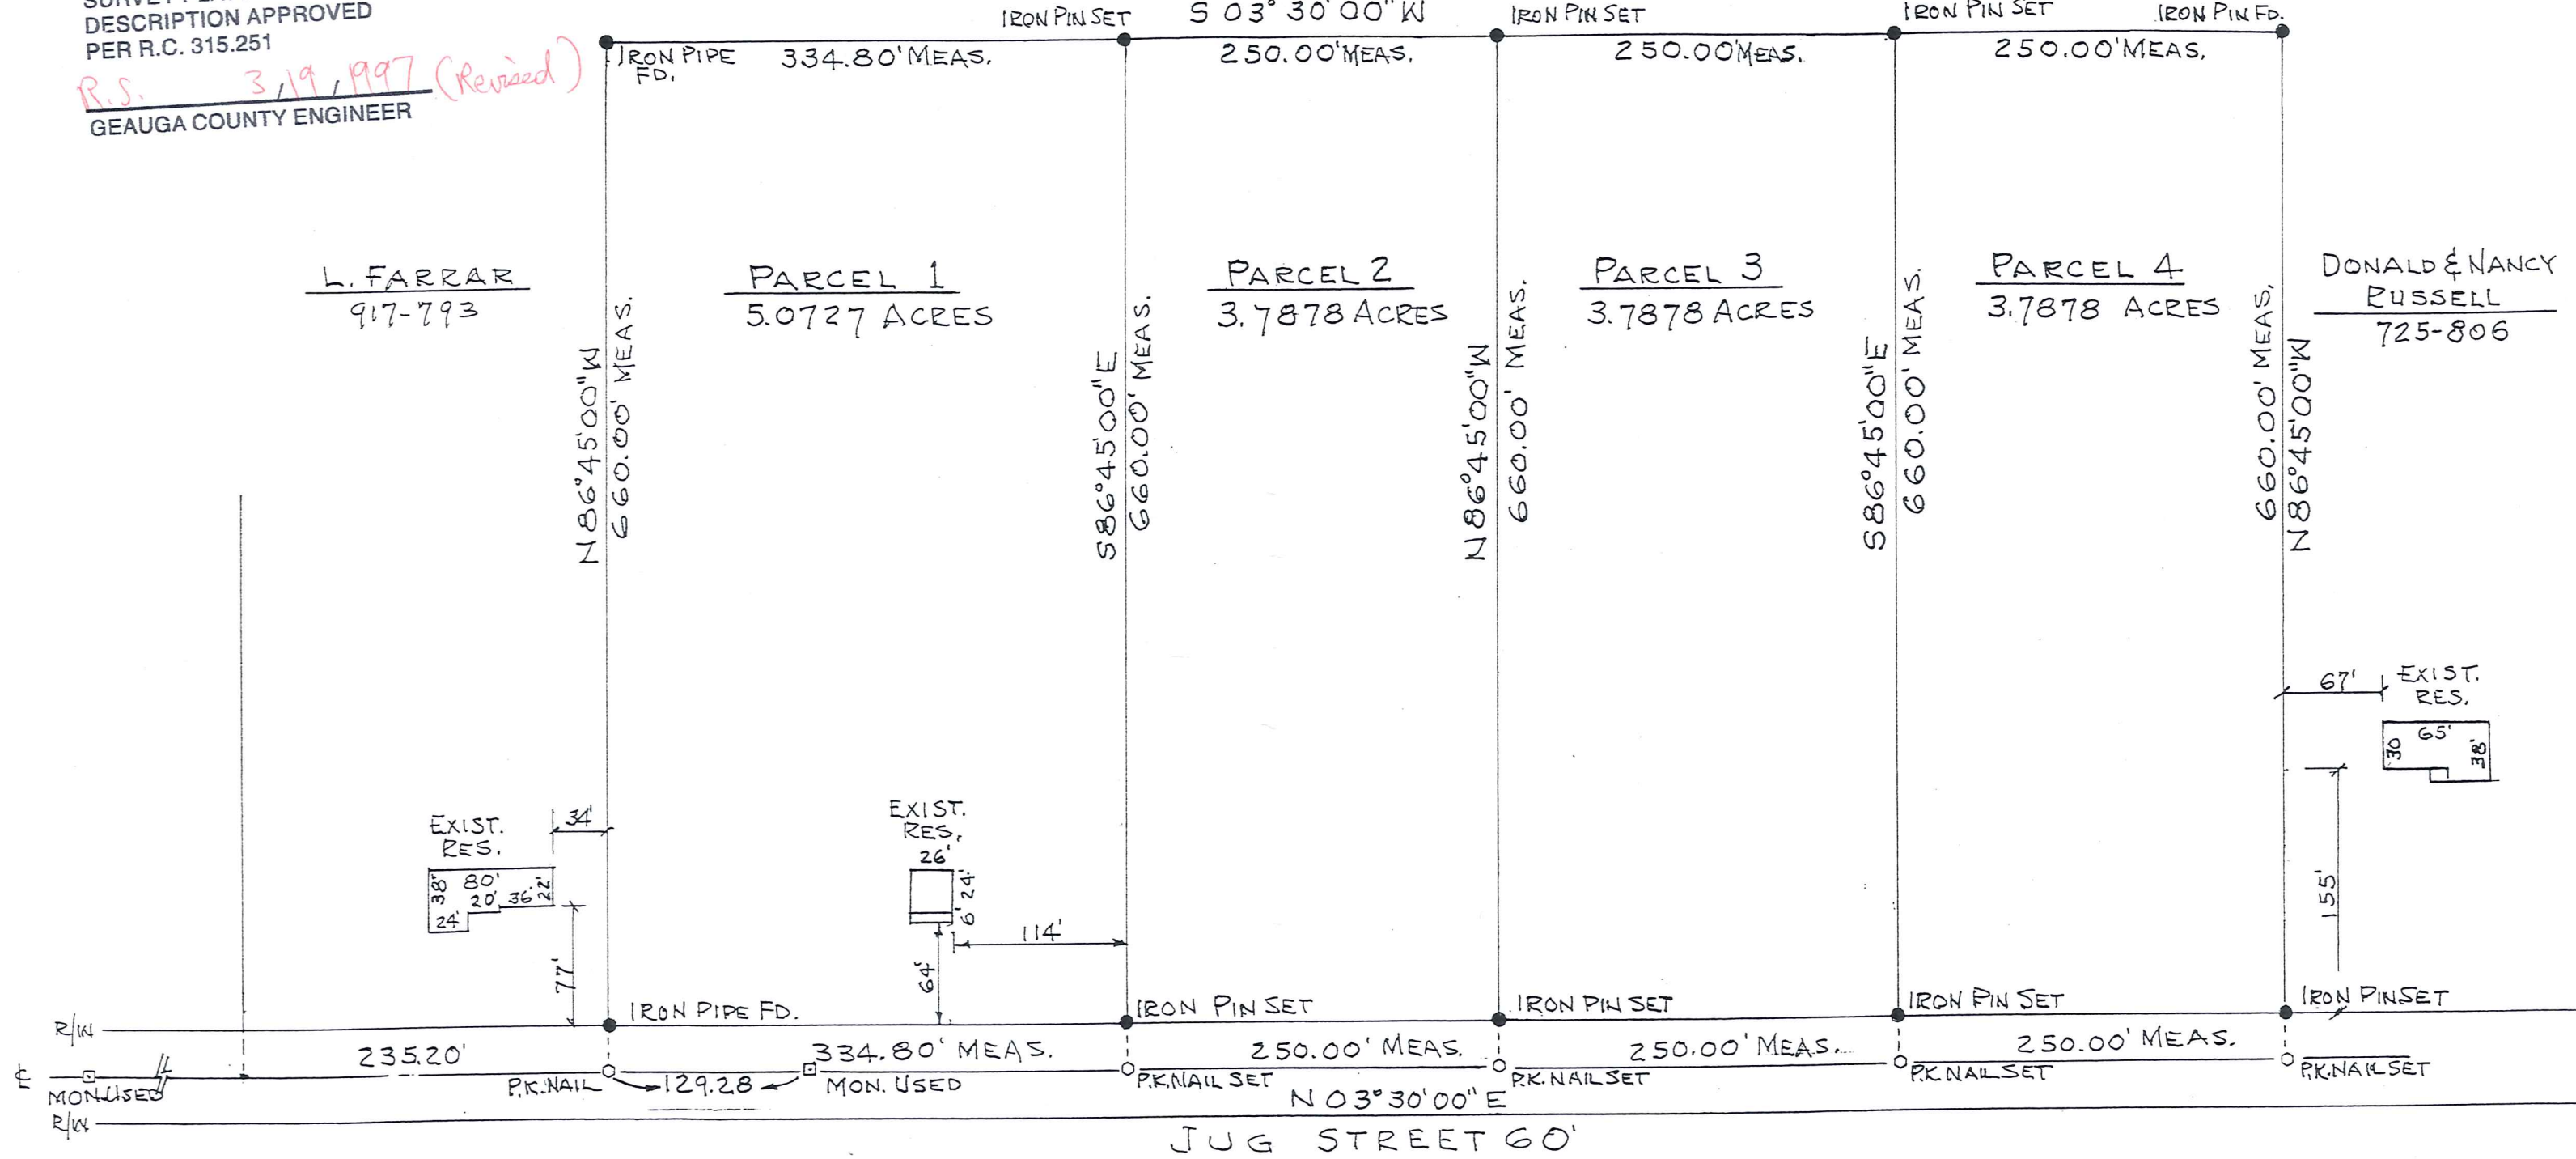 DESCRIPTION APPROVED
PER R.C. 315.251
R.S. 3/19/1997 (Revised)
GEAUGA COUNTY ENGINEER
IRON PIN SET
S 03° 30' 00" W
IRON PIN SET
IRON PIN SET
IRON PIN FD.
IRON PIPE
FD.
334.80' MEAS.
250.00' MEAS.
250.00' MEAS.
250.00' MEAS.
L. FARRAR
917-793
PARCEL 1
5.0727 ACRES
PARCEL 2
3.7878 ACRES
PARCEL 3
3.7878 ACRES
PARCEL 4
3.7878 ACRES
DONALD & NANCY
RUSSELL
725-806
N 86° 45' 00" W
660.00' MEAS.
S 86° 45' 00" E
660.00' MEAS.
N 86° 45' 00" W
660.00' MEAS.
S 86° 45' 00" E
660.00' MEAS.
660.00' MEAS.
N 86° 45' 00" W
67'
EXIST.
RES.
65'
30
38'
155'
EXIST.
RES.
34'
38'
80'
20'
36'
22'
24'
77'
EXIST.
RES.
26'
24'
6'
114'
64'
R/W
IRON PIPE FD.
IRON PIN SET
IRON PIN SET
IRON PIN SET
IRON PIN SET
235.20'
334.80' MEAS.
250.00' MEAS.
250.00' MEAS.
250.00' MEAS.
℄
MON. USED
P.K. NAIL
129.28
MON. USED
P.K. NAIL SET
P.K. NAIL SET
P.K. NAIL SET
P.K. NAIL SET
N 03° 30' 00" E
R/W
JUG STREET 60'